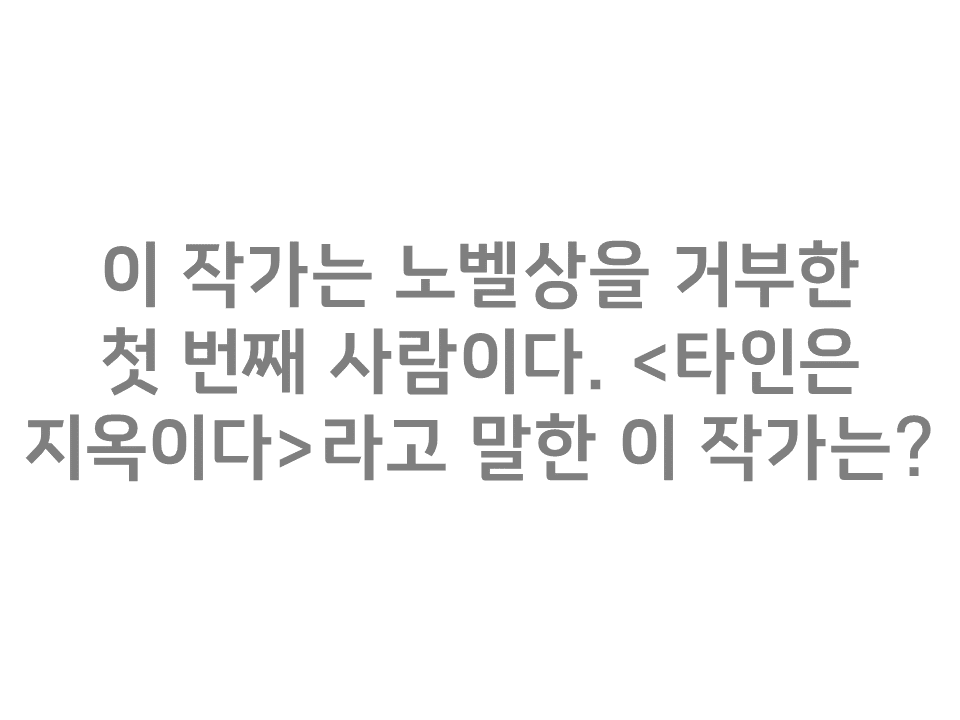 이 작가는 노벨상을 거부한
첫 번째 사람이다. <타인은
지옥이다>라고 말한 이 작가는?